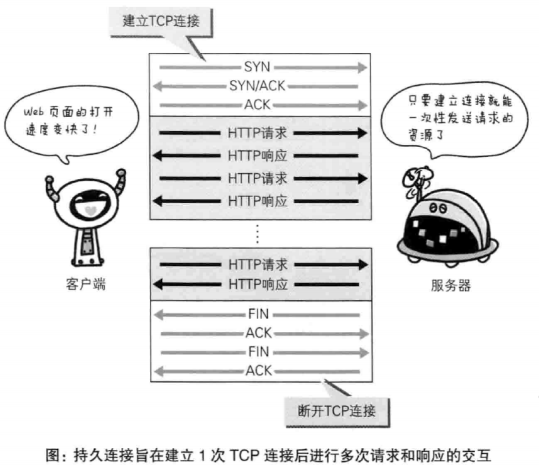 建立TCP连接
SYN
SYN/ACK
ACK
Web 页面的打开
速度变快了！
只要建立连接就能
一次性发送请求的
资源了
HTTP请求
HTTP响应
HTTP请求
HTTP响应
HTTP请求
HTTP响应
客户端
服务器
FIN
ACK
FIN
ACK
断开TCP连接
图：持久连接旨在建立 1 次 TCP 连接后进行多次请求和响应的交互